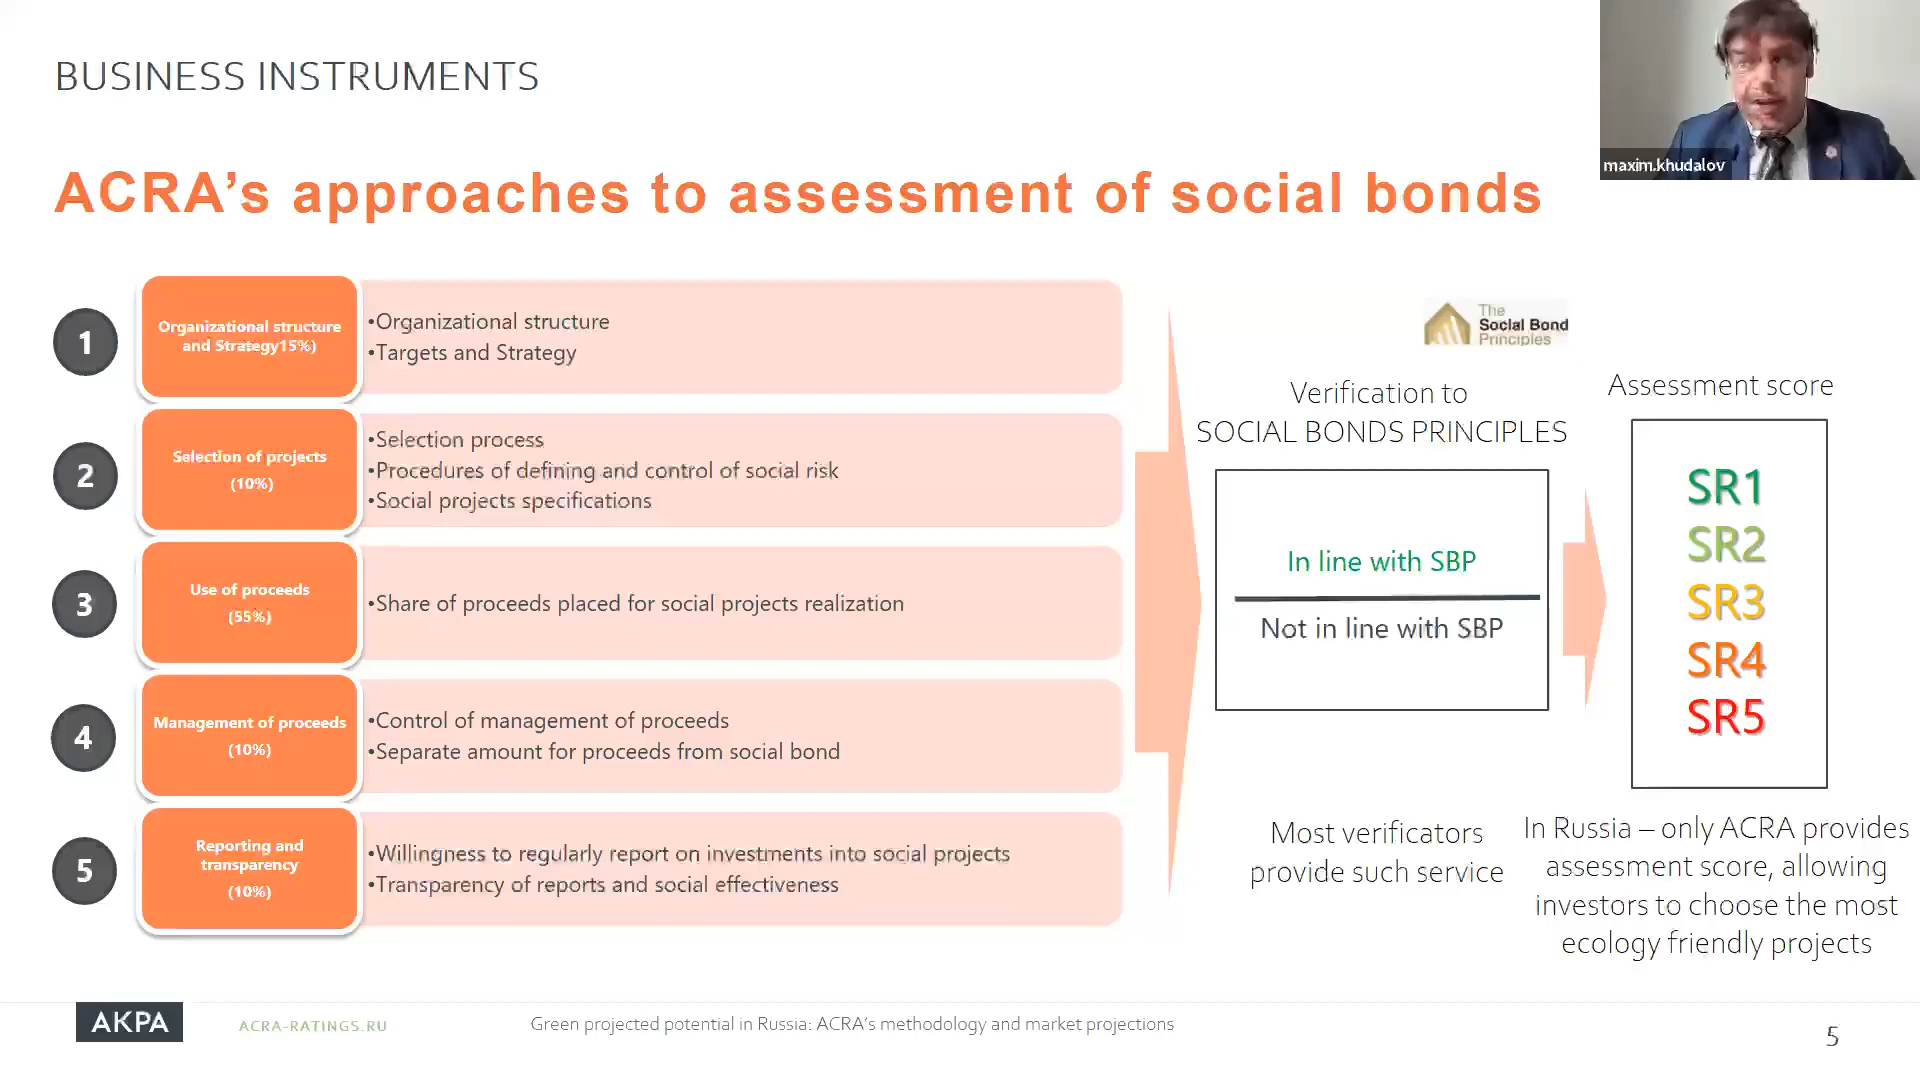 BUSINESS INSTRUMENTS
maxim.khudalov
ACRA’s approaches to assessment of social bonds
1
Organizational structure
and Strategy15%)
•Organizational structure
•Targets and Strategy
2
Selection of projects
(10%)
•Selection process
•Procedures of defining and control of social risk
•Social projects specifications
3
Use of proceeds
(55%)
•Share of proceeds placed for social projects realization
4
Management of proceeds
(10%)
•Control of management of proceeds
•Separate amount for proceeds from social bond
5
Reporting and
transparency
(10%)
•Willingness to regularly report on investments into social projects
•Transparency of reports and social effectiveness
The
Social Bond
Principles
Verification to
SOCIAL BONDS PRINCIPLES
In line with SBP
Not in line with SBP
Most verificators
provide such service
Assessment score
SR1
SR2
SR3
SR4
SR5
In Russia – only ACRA provides
assessment score, allowing
investors to choose the most
ecology friendly projects
АКРА
ACRA-RATINGS.RU
Green projected potential in Russia: ACRA’s methodology and market projections
5